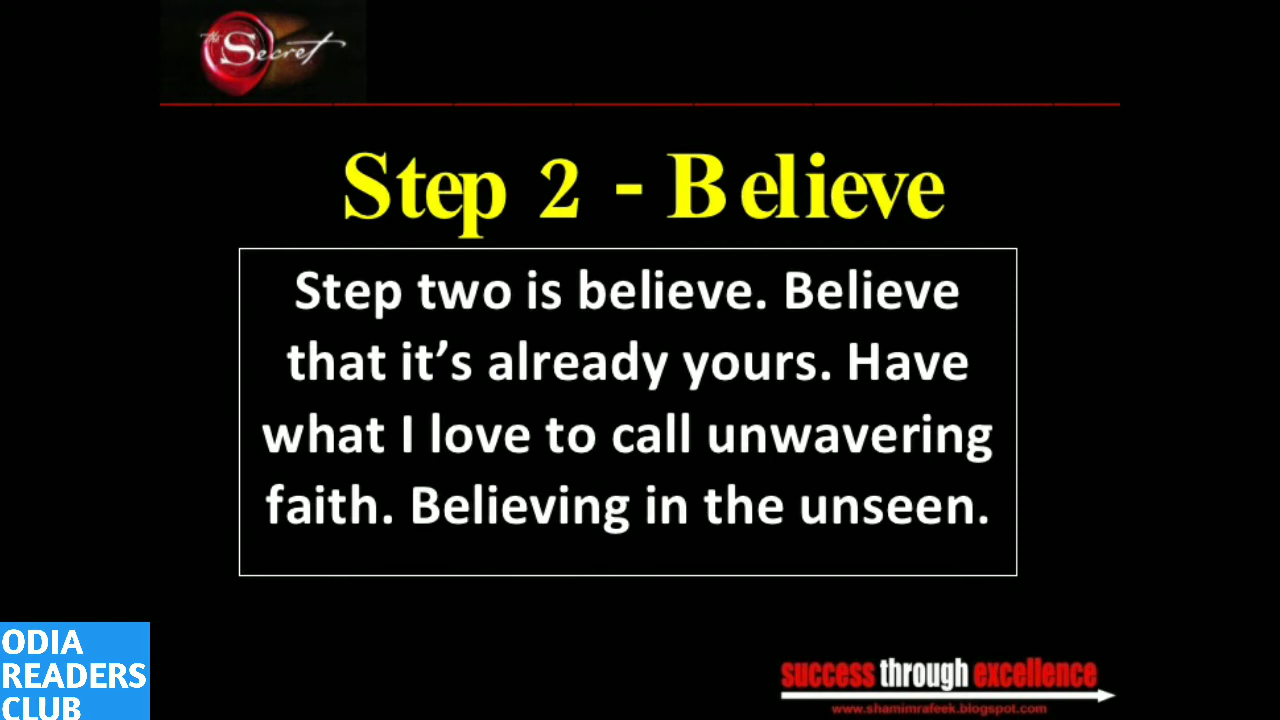 the Secret
Step 2 - Believe
Step two is believe. Believe
that it’s already yours. Have
what I love to call unwavering
faith. Believing in the unseen.
ODIA
READERS
CLUB
success through excellence
www.shamimrafeek.blogspot.com